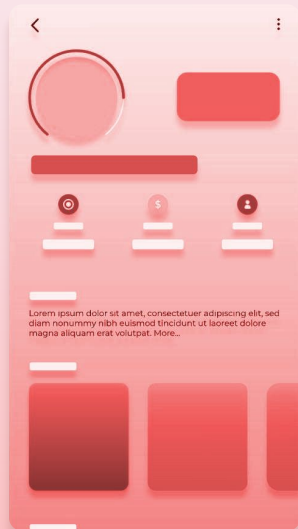 $
Lorem ipsum dolor sit amet, consectetuer adipiscing elit, sed
diam nonummy nibh euismod tincidunt ut laoreet dolore
magna aliquam erat volutpat. More...